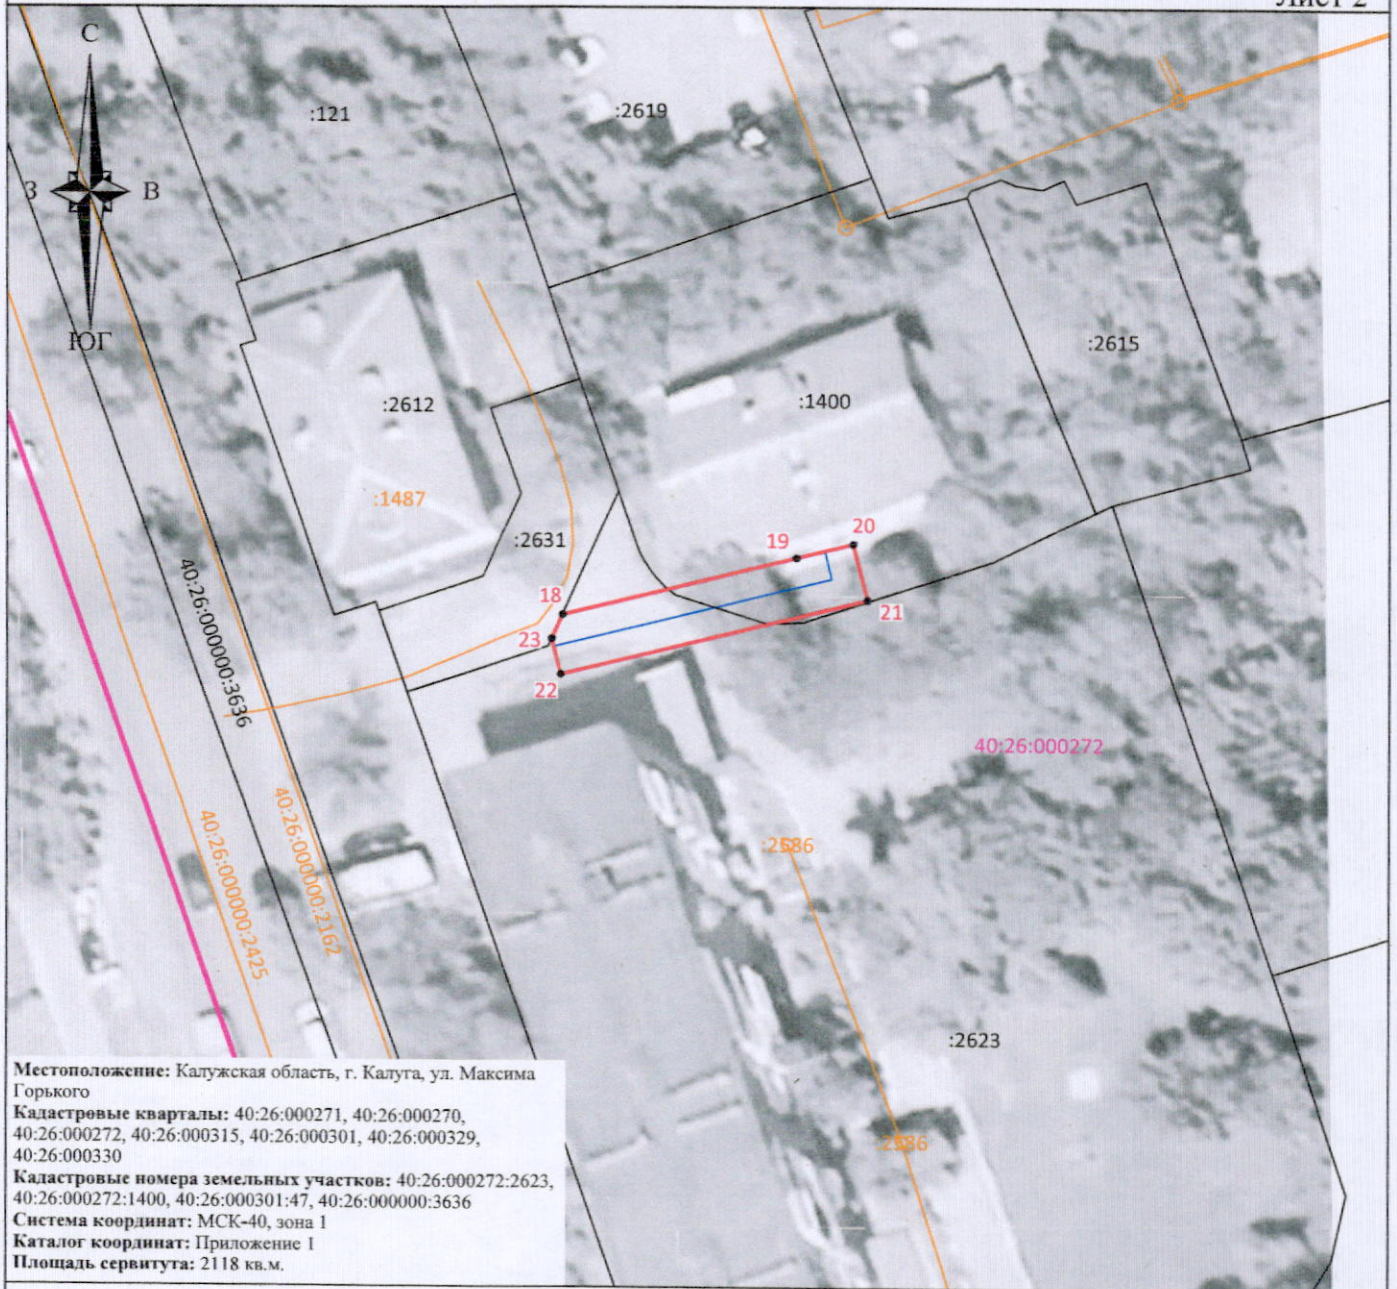 Лист 2
С
:121
:2619
З
В
ЮГ
:2615
:2612
:1400
:1487
:2631
20
19
18
21
23
22
40:26:000000:3636
40:26:000272
40:26:000000:2425
40:26:000000:2162
:2623
Местоположение: Калужская область, г. Калуга, ул. Максима
Горького
Кадастровые кварталы: 40:26:000271, 40:26:000270,
40:26:000272, 40:26:000315, 40:26:000301, 40:26:000329,
40:26:000330
Кадастровые номера земельных участков: 40:26:000272:2623,
40:26:000272:1400, 40:26:000301:47, 40:26:000000:3636
Система координат: МСК-40, зона 1
Каталог координат: Приложение 1
Площадь сервитута: 2118 кв.м.